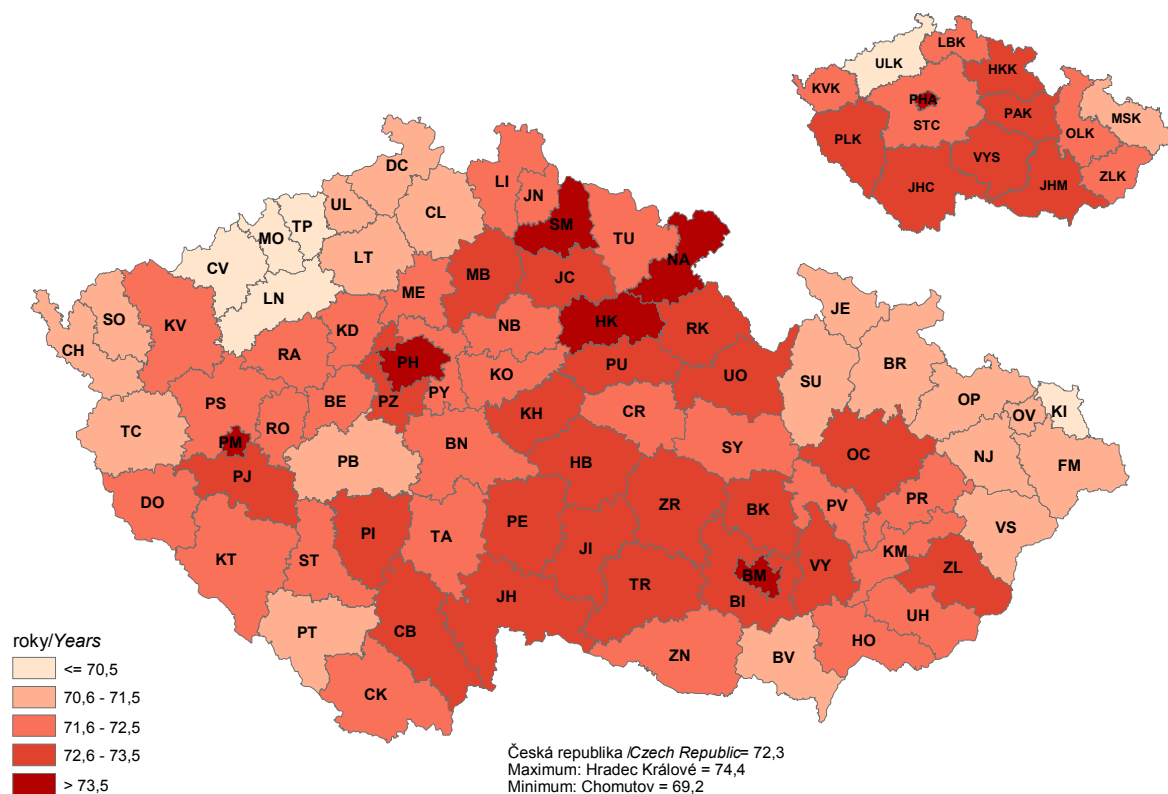 LBK
ULK
HKK
KVK
PHA
PAK
MSK
STC
OLK
PLK
VYS
ZLK
JHC
JHM
DC
LI
JN
UL
CL
TP
SM
TU
MO
NA
LT
CV
MB
JC
LN
ME
JE
SO
KV
HK
RK
KD
NB
CH
RA
BR
PH
PU
KO
UO
SU
PS
BE
PZ
PY
OP
OV
KI
KH
CR
RO
TC
PM
BN
SY
OC
PB
HB
NJ
FM
PJ
PR
DO
ZR
BK
PV
VS
PI
PE
TA
JI
KM
KT
ST
VY
ZL
BM
TR
BI
JH
UH
PT
CB
HO
ZN
BV
CK
roky/Years
<= 70,5
70,6 - 71,5
71,6 - 72,5
72,6 - 73,5
> 73,5
Česká republika /Czech Republic= 72,3
Maximum: Hradec Králové = 74,4
Minimum: Chomutov = 69,2